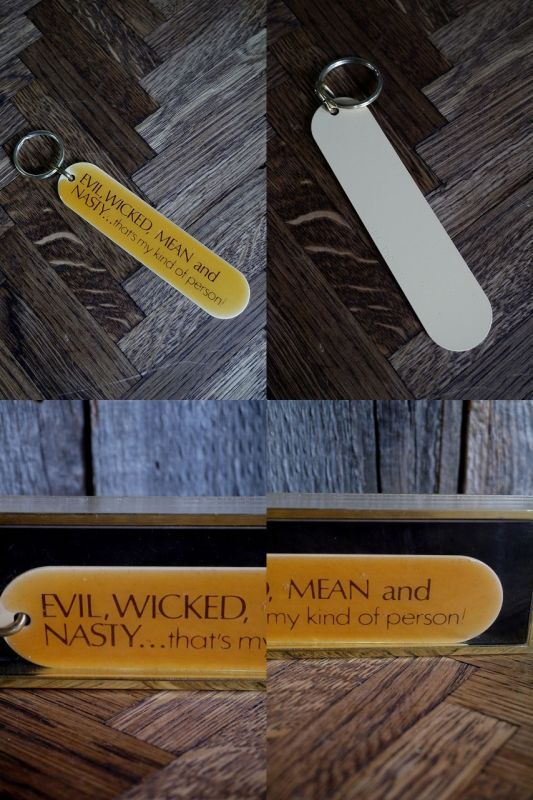 EVIL, WICKED, MEAN and
NASTY...that's my kind of person!
EVIL, WICKED,
NASTY...that's my
, MEAN and
my kind of person!